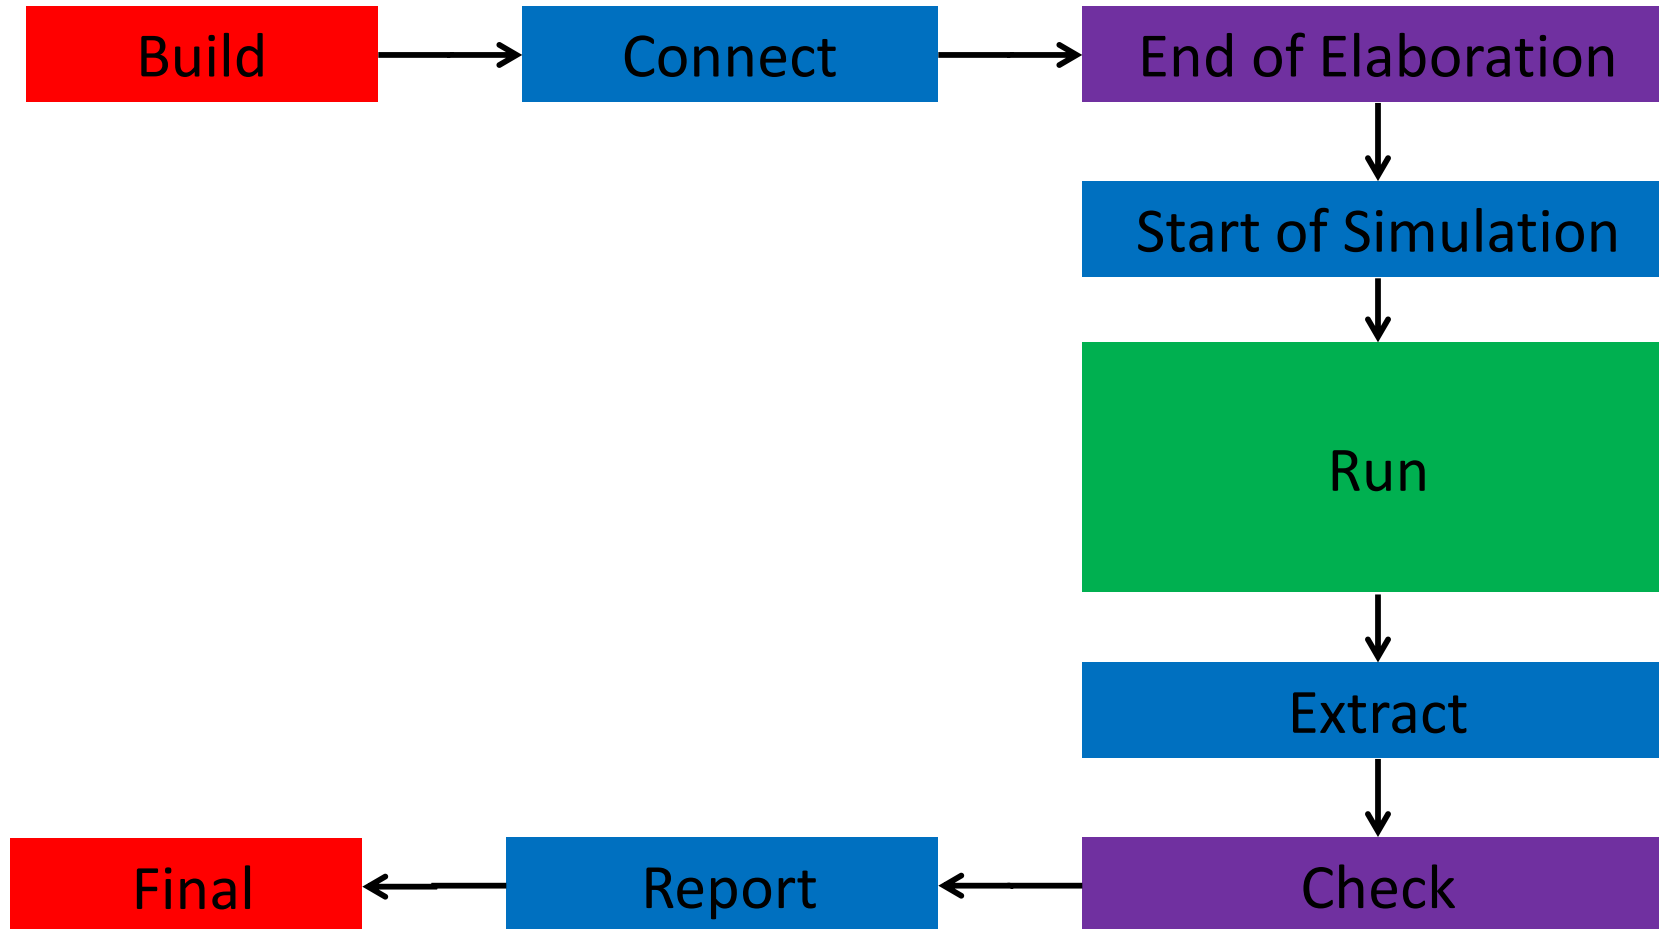 Build
Connect
End of Elaboration
Start of Simulation
Run
Extract
Check
Report
Final